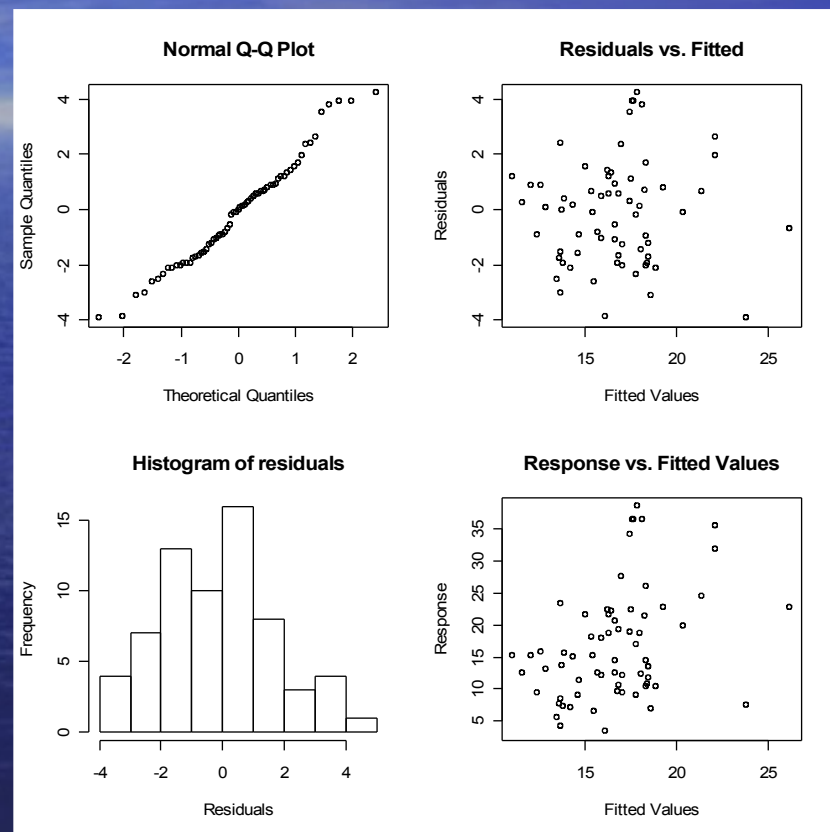 Normal Q-Q Plot
Sample Quantiles
4
2
0
-2
-4
-2 -1 0 1 2
Theoretical Quantiles
Residuals vs. Fitted
Residuals
4
2
0
-2
-4
15 20 25
Fitted Values
Histogram of residuals
Frequency
15
10
5
0
-4 -2 0 2 4
Residuals
Response vs. Fitted Values
Response
35
30
25
20
15
10
5
15 20 25
Fitted Values